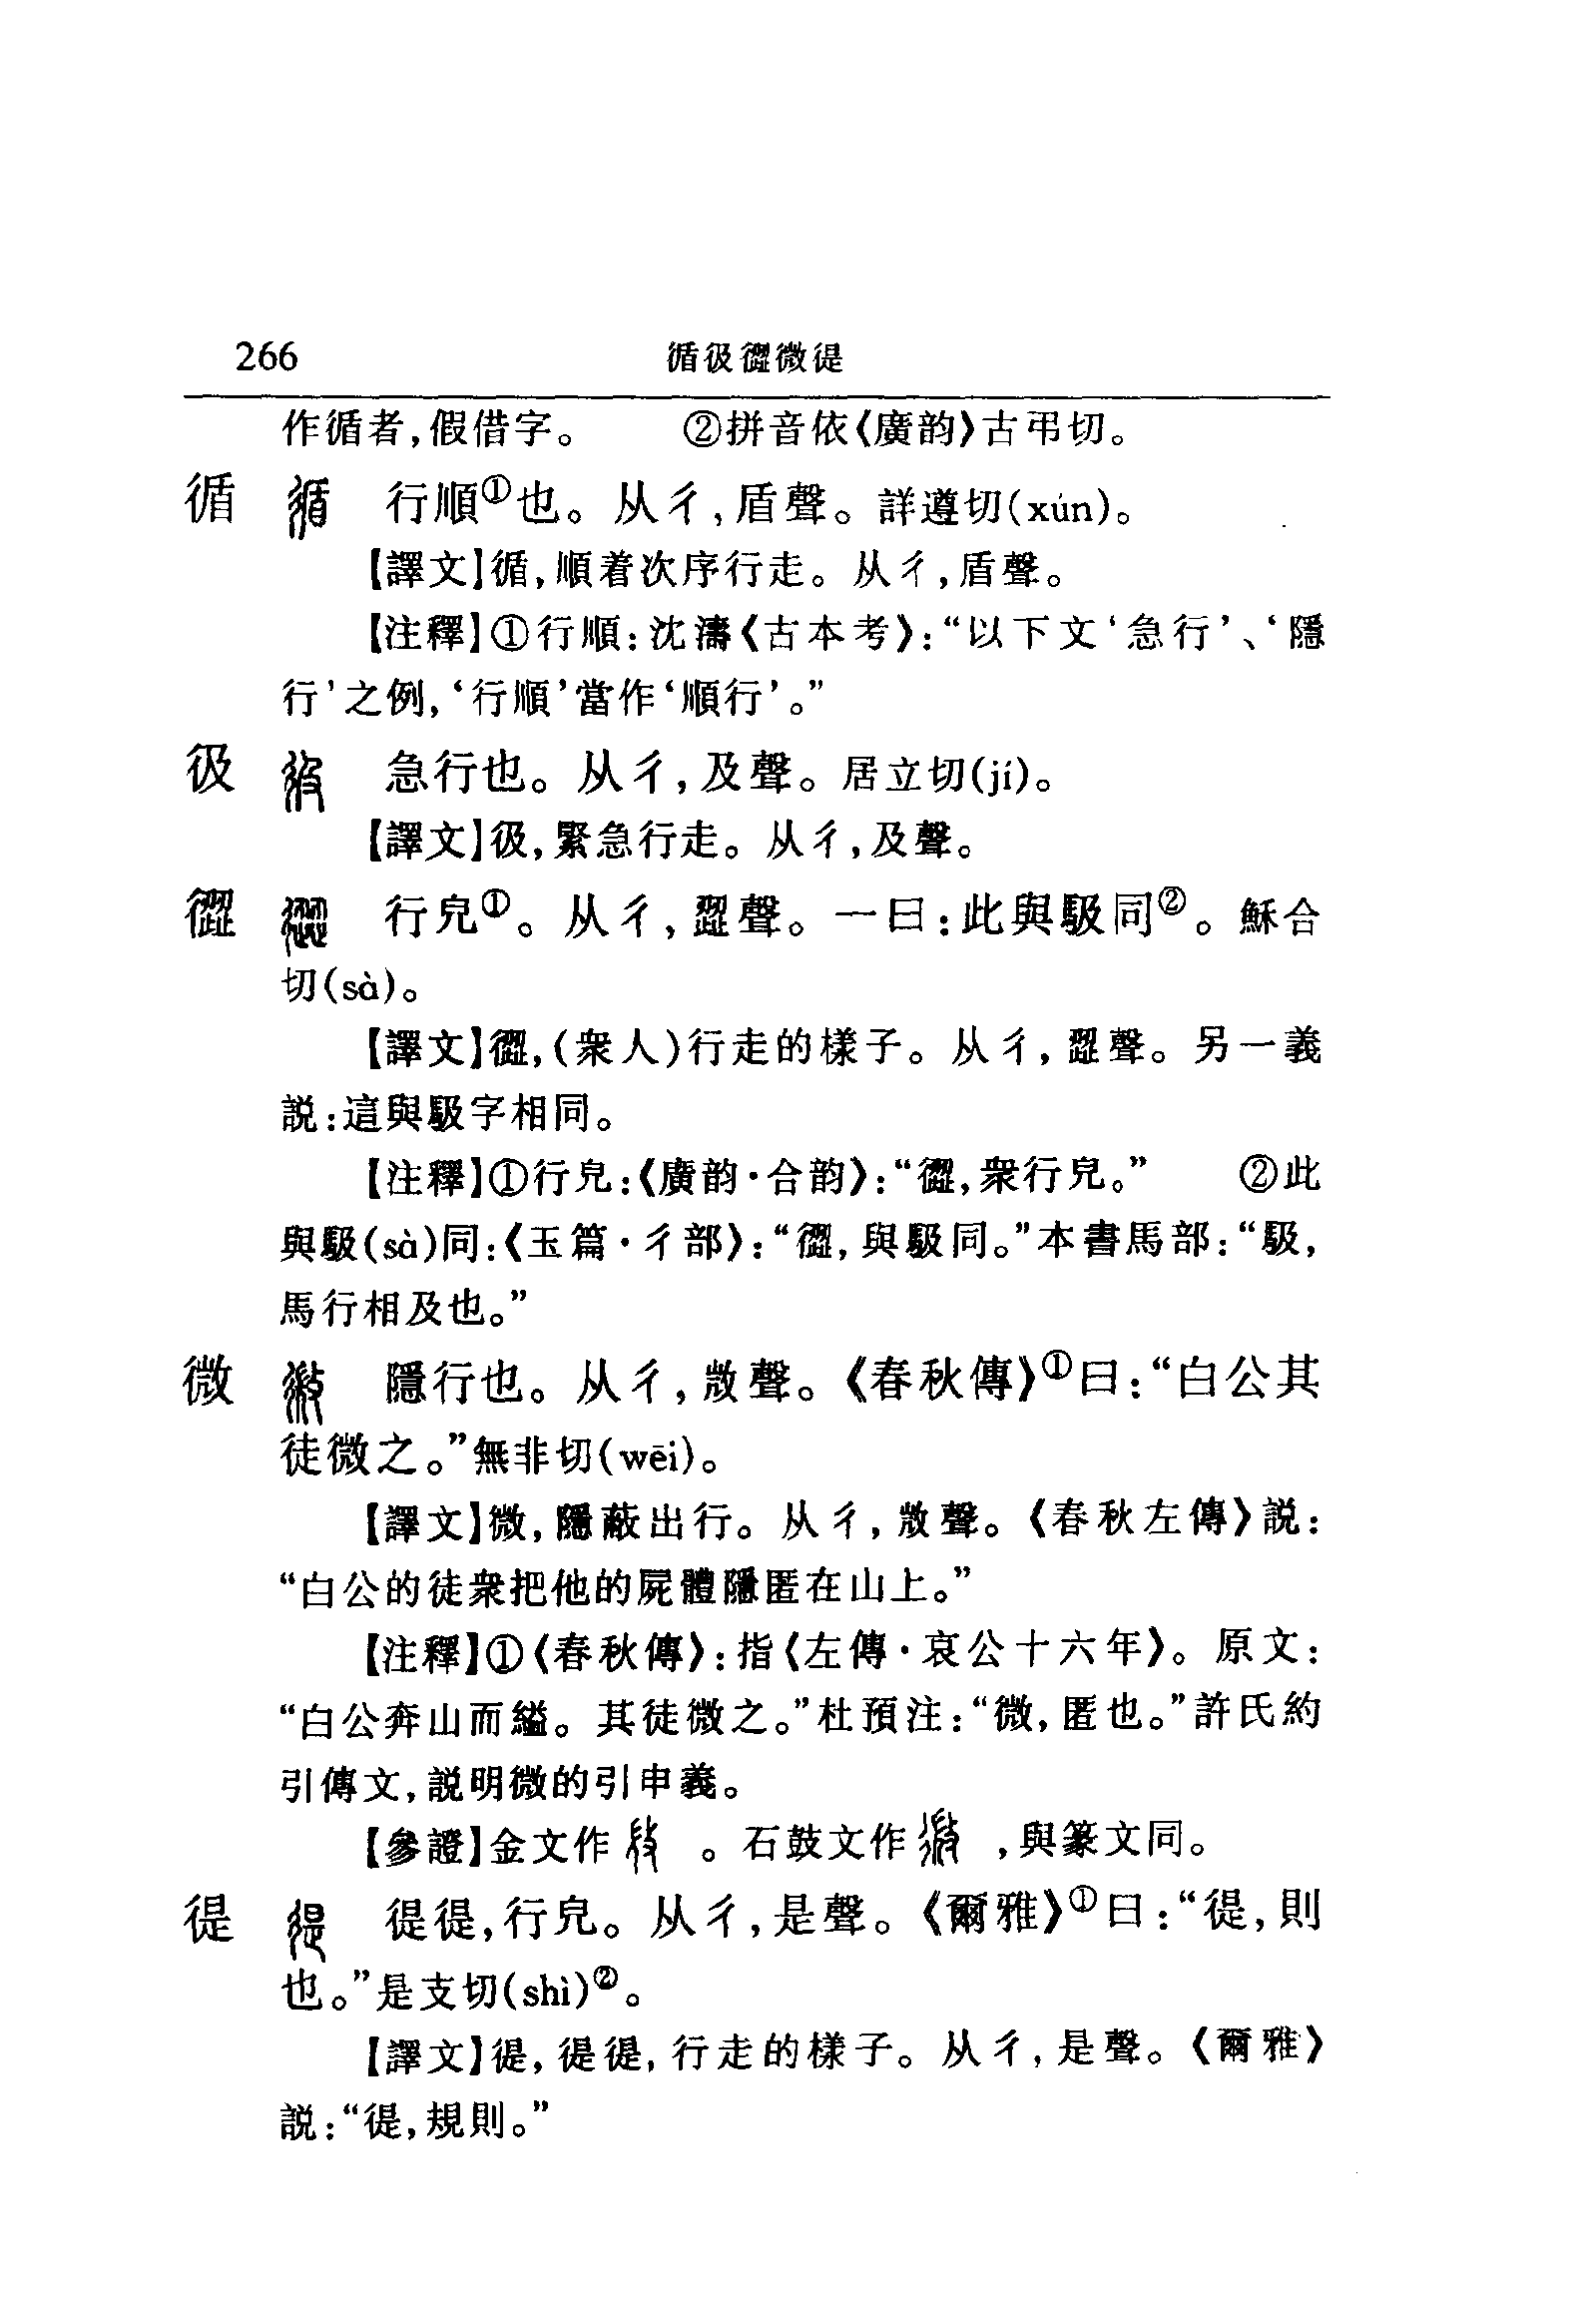 266 循彶𢕬微徥
作循者,假借字。 ②拼音依《廣韵》古弔切。
循 行順①也。从彳,盾聲。詳遵切(xún)。
【譯文】循,順着次序行走。从彳,盾聲。
【注釋】①行順:沈濤《古本考》:“以下文‘急行’、‘隱
行’之例,‘行順’當作‘順行’。”
彶 急行也。从彳,及聲。居立切(jí)。
【譯文】彶,緊急行走。从彳,及聲。
𢕬 行皃①。从彳,歰聲。一曰:此與馺同②。穌合
切(sà)。
【譯文】𢕬,(衆人)行走的樣子。从彳,歰聲。另一義
説:這與馺字相同。
【注釋】①行皃:《廣韵·合韵》:“𢕬,衆行皃。” ②此
與馺(sà)同:《玉篇·彳部》:“𢕬,與馺同。”本書馬部:“馺,
馬行相及也。”
微 隱行也。从彳,𢼸聲。《春秋傳》①曰:“白公其
徒微之。”無非切(wēi)。
【譯文】微,隱蔽出行。从彳,𢼸聲。《春秋左傳》説:
“白公的徒衆把他的屍體隱匿在山上。”
【注釋】①《春秋傳》:指《左傳·哀公十六年》。原文:
“白公奔山而縊。其徒微之。”杜預注:“微,匿也。”許氏約
引傳文,説明微的引申義。
【參證】金文作 。石鼓文作 ,與篆文同。
徥 徥徥,行皃。从彳,是聲。《爾雅》①曰:“徥,則
也。”是支切(shì)②。
【譯文】徥,徥徥,行走的樣子。从彳,是聲。《爾雅》
説:“徥,規則。”